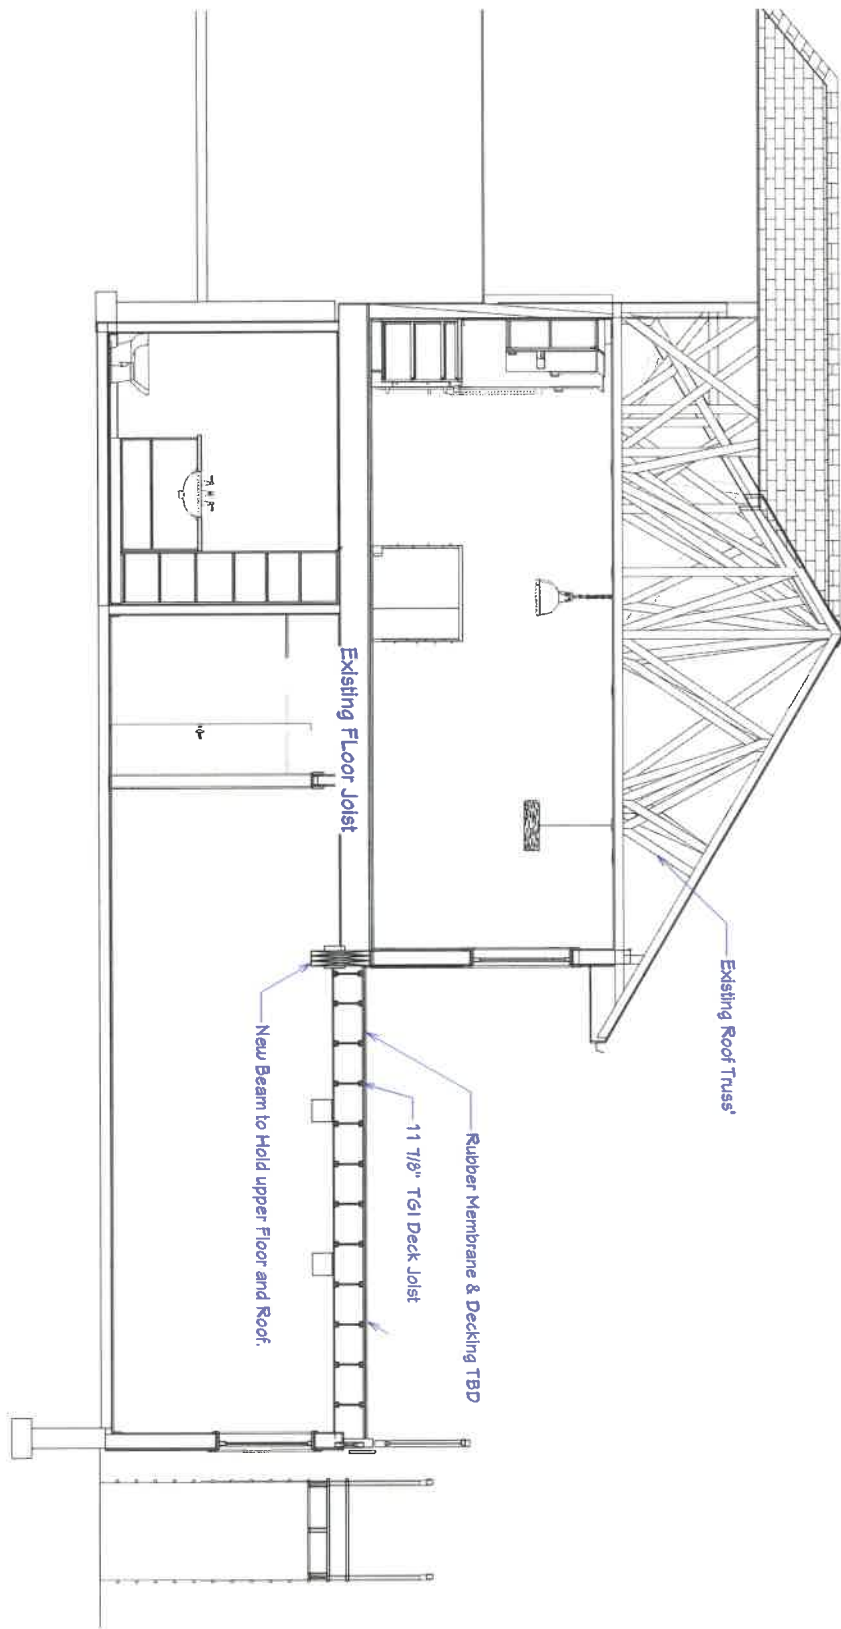 Existing Roof Truss'
Rubber Membrane & Decking TBD
11 7/8" TGI Deck Joist
Existing FLoor Joist
New Beam to Hold upper Floor and Roof.